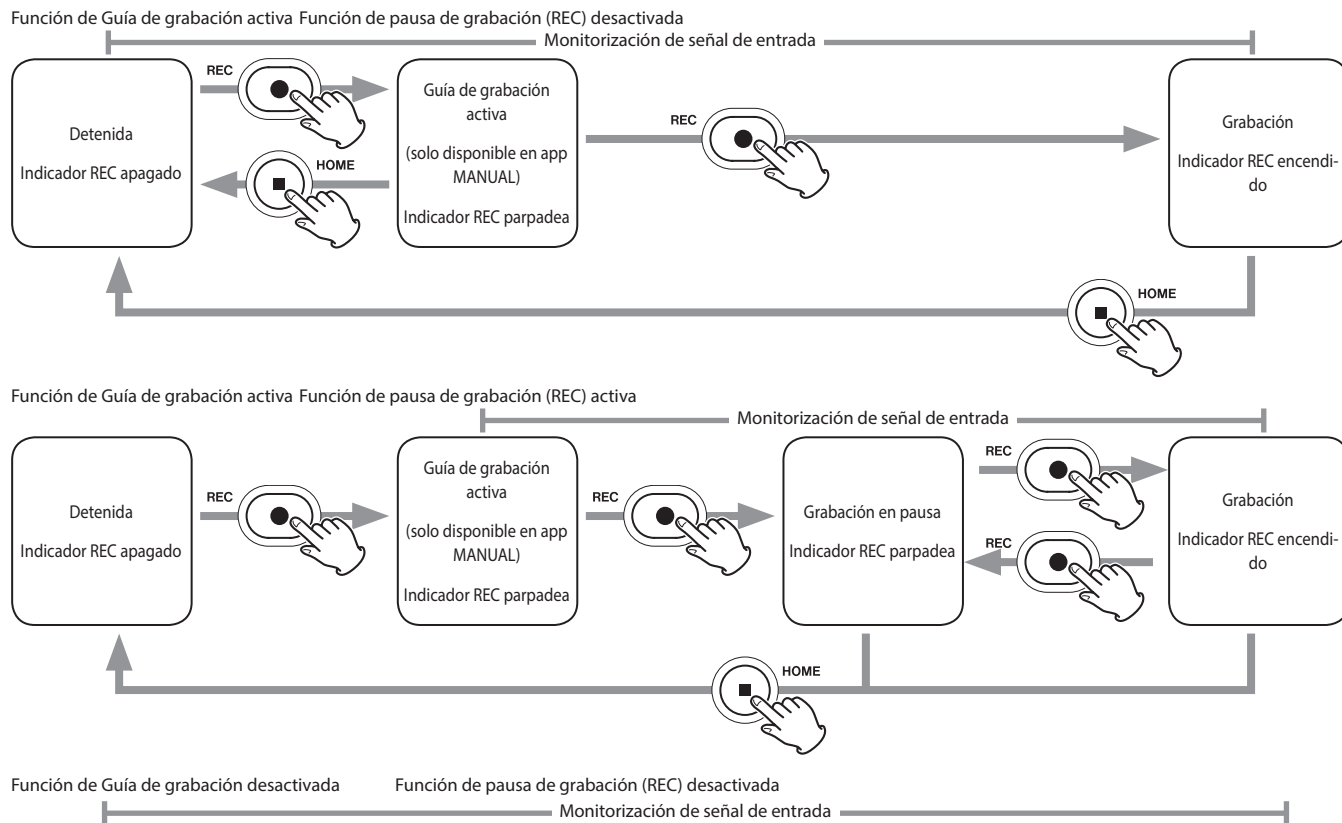 Función de Guía de grabación activa Función de pausa de grabación (REC) desactivada
Monitorización de señal de entrada
Detenida
Indicador REC apagado
REC
HOME
Guía de grabación
activa
(solo disponible en app
MANUAL)
Indicador REC parpadea
REC
Grabación
Indicador REC encendi-
do
HOME
Función de Guía de grabación activa Función de pausa de grabación (REC) activa
Monitorización de señal de entrada
Detenida
Indicador REC apagado
REC
Guía de grabación
activa
(solo disponible en app
MANUAL)
Indicador REC parpadea
REC
Grabación en pausa
Indicador REC parpadea
REC
REC
Grabación
Indicador REC encendi-
do
HOME
Función de Guía de grabación desactivada Función de pausa de grabación (REC) desactivada
Monitorización de señal de entrada